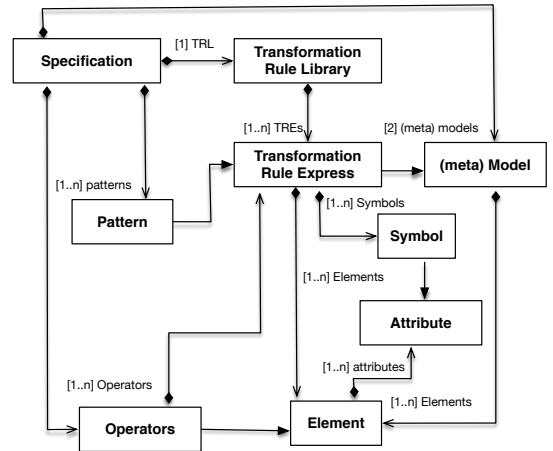 [1] TRL
Specification
Transformation
Rule Library
[1..n] TREs
[2] (meta) models
Transformation
Rule Express
(meta) Model
[1..n] patterns
[1..n] Symbols
Pattern
Symbol
[1..n] Elements
Attribute
[1..n] attributes
[1..n] Operators
[1..n] Elements
Operators
Element